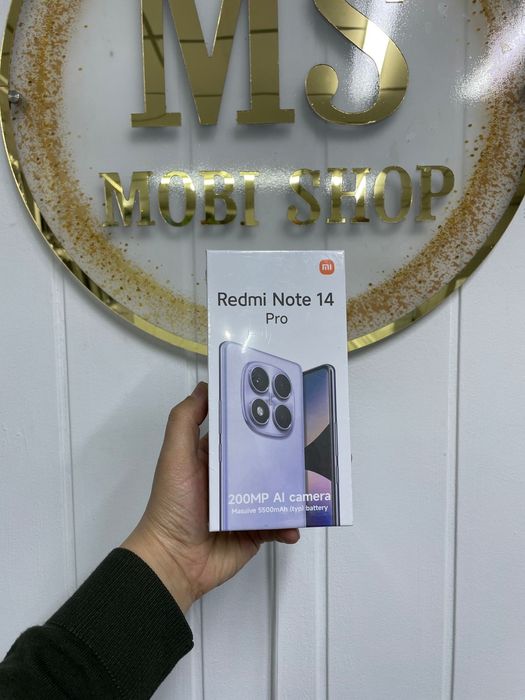 MS
MOBI SHOP
mi
Redmi Note 14
Pro
200MP AI camera
Massive 5500mAh (typ) battery